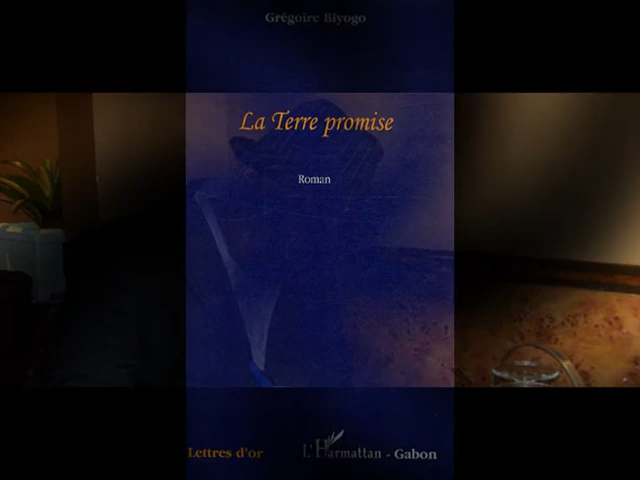 Grégoire Biyogo
La Terre promise
Roman
Lettres d'or L'Harmattan - Gabon